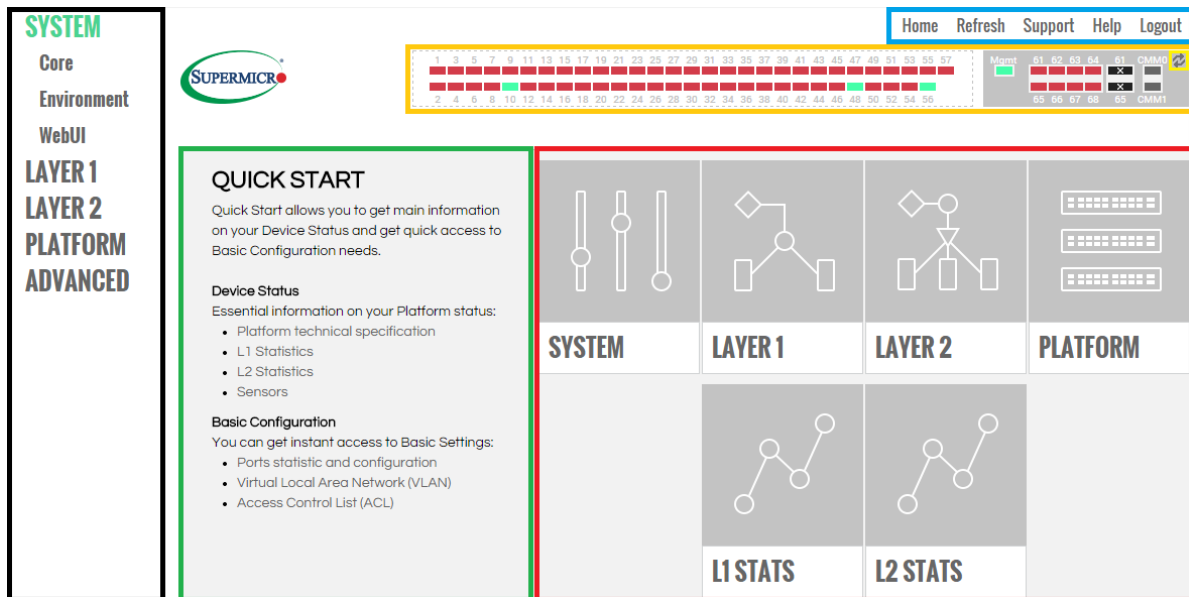 SYSTEM
Core
Environment
WebUI
LAYER 1
LAYER 2
PLATFORM
ADVANCED
Home Refresh Support Help Logout
SUPERMICR
1 3 5 7 9 11 13 15 17 19 21 23 25 27 29 31 33 35 37 39 41 43 45 47 49 51 53 55 57
2 4 6 8 10 12 14 16 18 20 22 24 26 28 30 32 34 36 38 40 42 44 46 48 50 52 54 56
Mgmt 61 62 63 64 61 CMM0
65 66 67 68 65 CMM1
QUICK START
Quick Start allows you to get main information
on your Device Status and get quick access to
Basic Configuration needs.
Device Status
Essential information on your Platform status:
Platform technical specification
L1 Statistics
L2 Statistics
Sensors
Basic Configuration
You can get instant access to Basic Settings:
Ports statistic and configuration
Virtual Local Area Network (VLAN)
Access Control List (ACL)
SYSTEM
LAYER 1
LAYER 2
PLATFORM
L1 STATS
L2 STATS